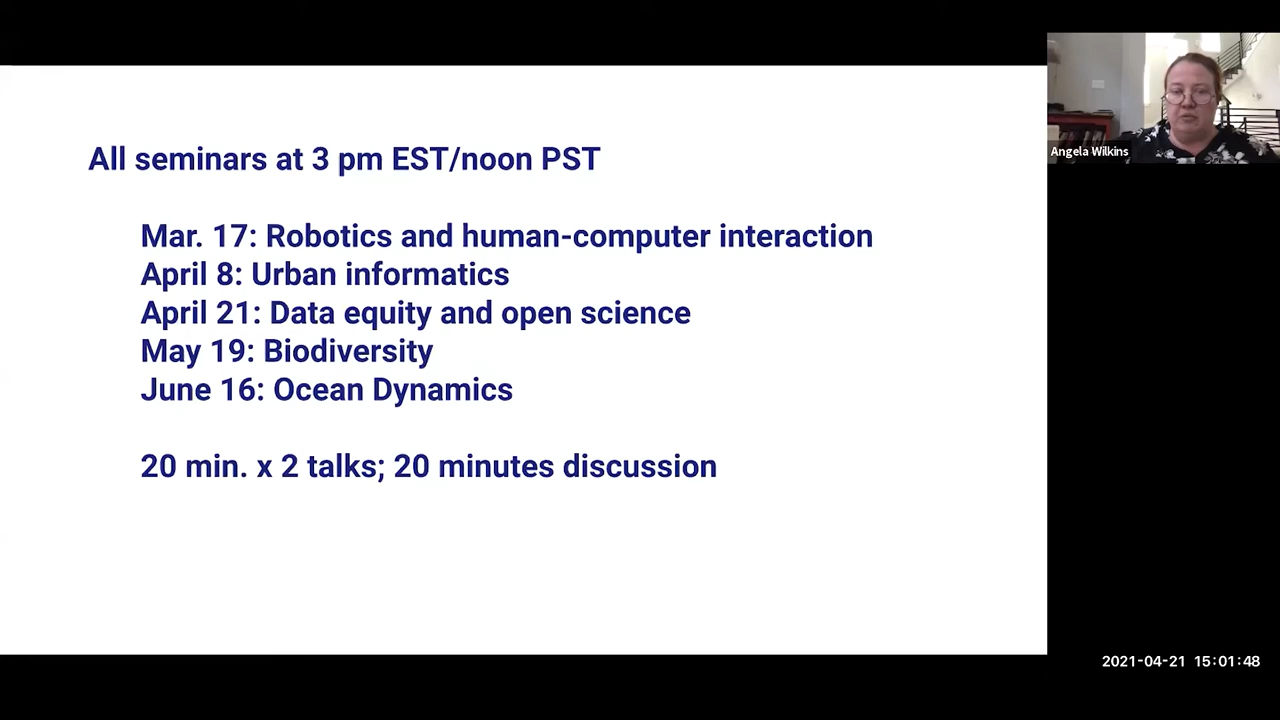 All seminars at 3 pm EST/noon PST
Mar. 17: Robotics and human-computer interaction
April 8: Urban informatics
April 21: Data equity and open science
May 19: Biodiversity
June 16: Ocean Dynamics
20 min. x 2 talks; 20 minutes discussion
Angela Wilkins
2021-04-21 15:01:48